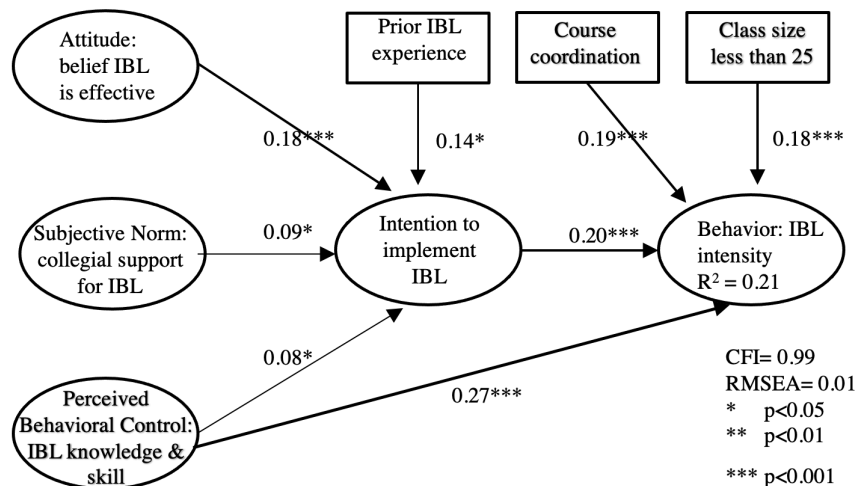 Attitude:
belief IBL
is effective
Prior IBL
experience
Course
coordination
Class size
less than 25
0.18***
0.14*
0.19***
0.18***
Subjective Norm:
collegial support
for IBL
0.09*
Intention to
implement
IBL
0.20***
Behavior: IBL
intensity
R² = 0.21
0.08*
0.27***
Perceived
Behavioral Control:
IBL knowledge &
skill
CFI= 0.99
RMSEA= 0.01
* p<0.05
** p<0.01
*** p<0.001